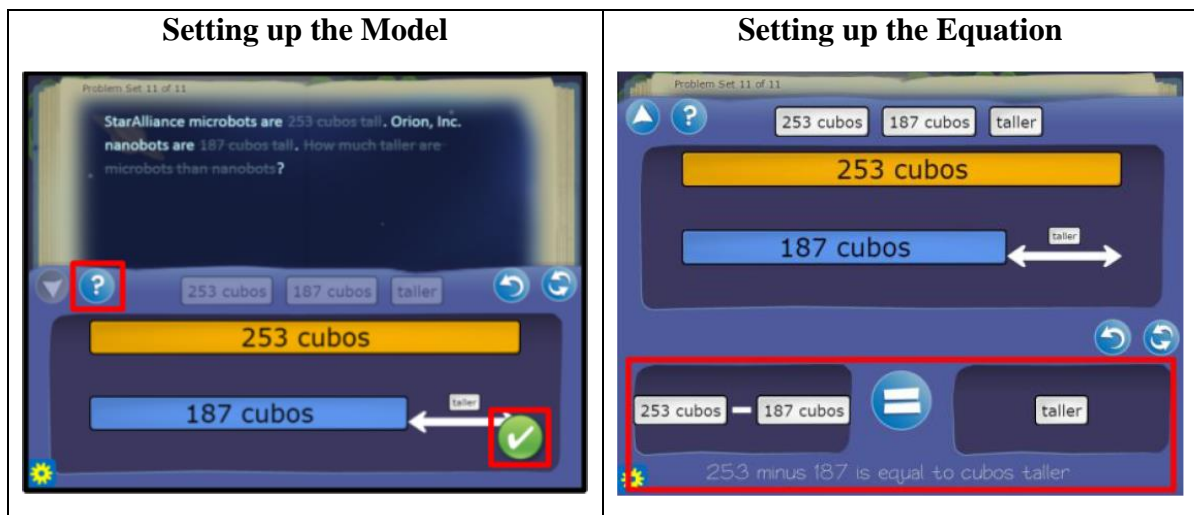 Setting up the Model
Problem Set 11 of 11
StarAlliance microbots are 253 cubos tall. Orion, Inc.
nanobots are 187 cubos tall. How much taller are
microbots than nanobots?
?
253 cubos 187 cubos taller
253 cubos
187 cubos
taller
Setting up the Equation
Problem Set 11 of 11
? 253 cubos 187 cubos taller
253 cubos
187 cubos
taller
253 cubos − 187 cubos = taller
253 minus 187 is equal to cubos taller